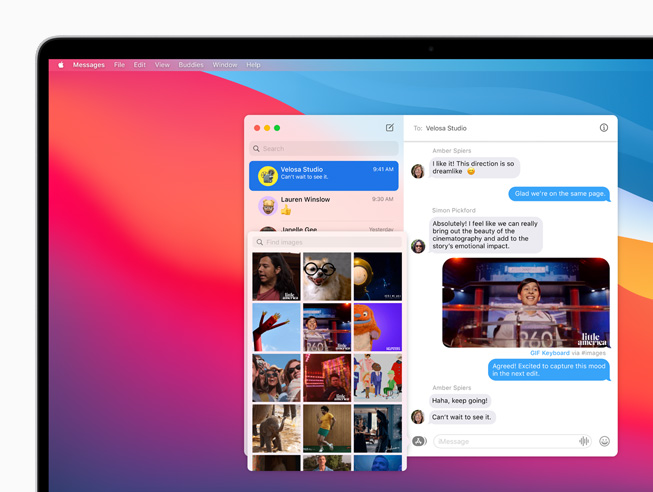 Messages File Edit View Buddies Window Help
Search
Velosa Studio 9:41 AM
Can't wait to see it.
Lauren Winslow 9:30 AM
Janelle Gee Yesterday
Find images
little
america
little
america
To: Velosa Studio
Amber Spiers
I like it! This direction is so
dreamlike
Glad we're on the same page.
Simon Pickford
Absolutely! I feel like we can really
bring out the beauty of the
cinematography and add to the
story's emotional impact.
little
america
GIF Keyboard via #images
Agreed! Excited to capture this mood
in the next edit.
Amber Spiers
Haha, keep going!
Can't wait to see it.
iMessage